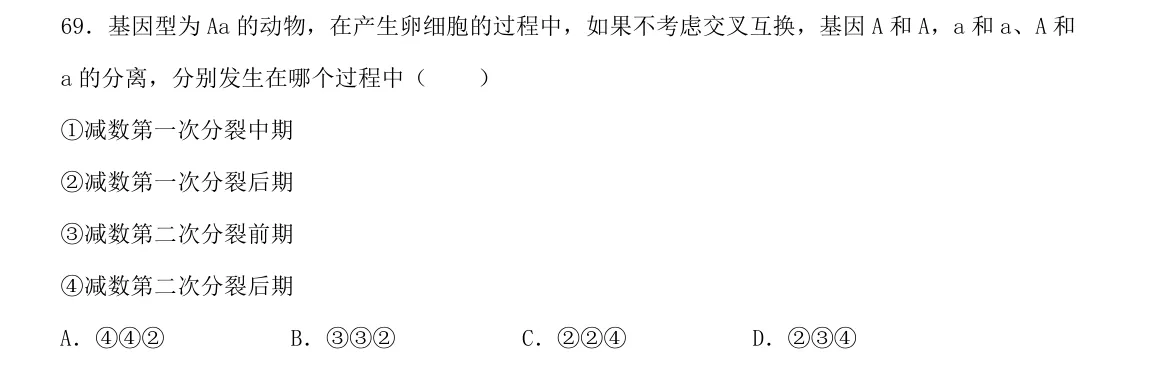 69．基因型为 Aa 的动物，在产生卵细胞的过程中，如果不考虑交叉互换，基因 A 和 A，a 和 a、A 和
a 的分离，分别发生在哪个过程中（　　）
①减数第一次分裂中期
②减数第一次分裂后期
③减数第二次分裂前期
④减数第二次分裂后期
A．④④②　　B．③③②　　C．②②④　　D．②③④